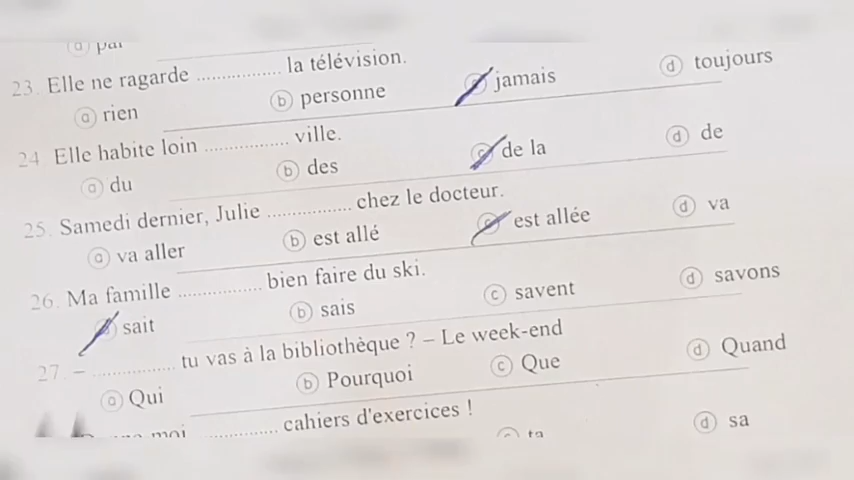 a par
23. Elle ne ragarde ................. la télévision.
a rien b personne c jamais d toujours
24 Elle habite loin ................. ville.
a du b des c de la d de
25. Samedi dernier, Julie ................. chez le docteur.
a va aller b est allé c est allée d va
26. Ma famille ................. bien faire du ski.
a sait b sais c savent d savons
27. – ................. tu vas à la bibliothèque ? – Le week-end
a Qui b Pourquoi c Que d Quand
moi ............... cahiers d'exercices !
c ta d sa